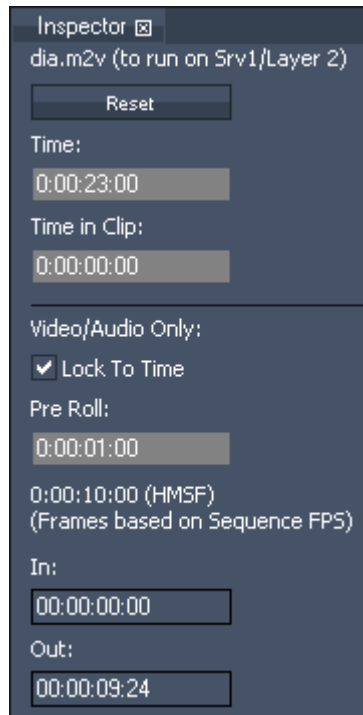 Inspector
dia.m2v (to run on Srv1/Layer 2)
Reset
Time:
0:00:23:00
Time in Clip:
0:00:00:00
Video/Audio Only:
Lock To Time
Pre Roll:
0:00:01:00
0:00:10:00 (HMSF)
(Frames based on Sequence FPS)
In:
00:00:00:00
Out:
00:00:09:24